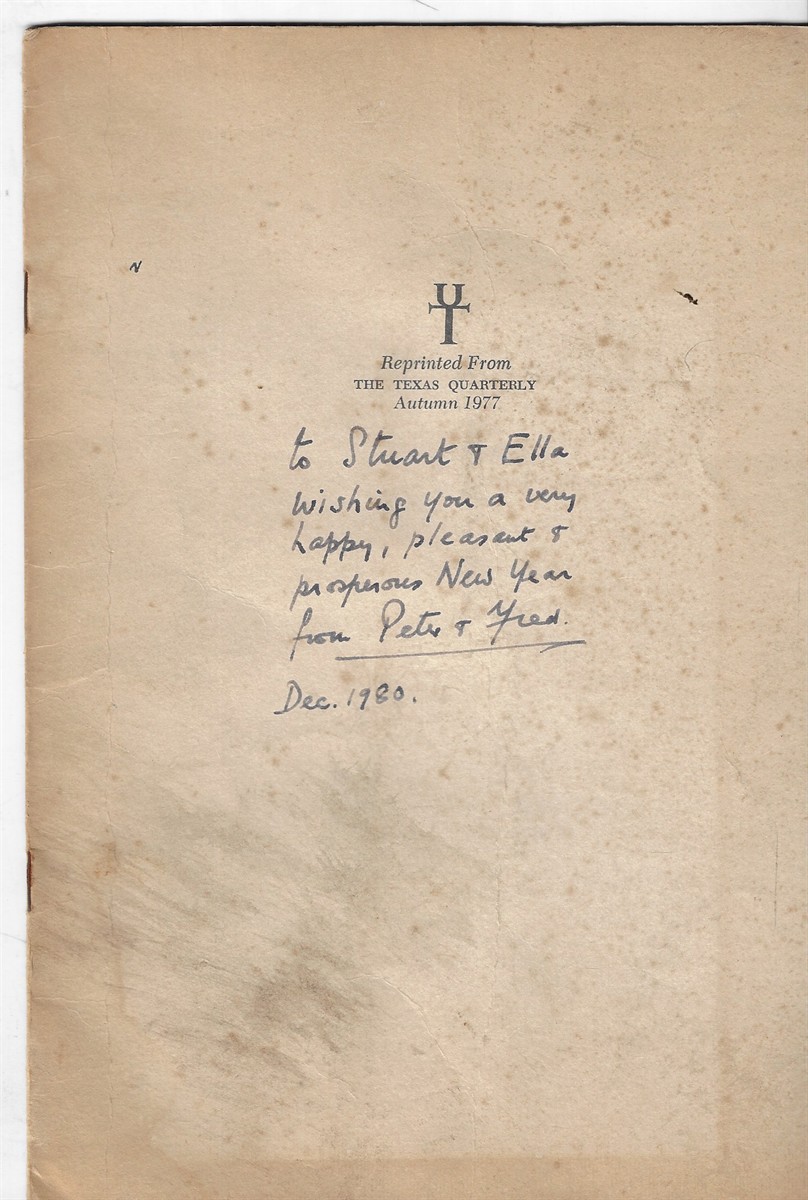 UT
Reprinted From
THE TEXAS QUARTERLY
Autumn 1977
to Stuart & Ella
Wishing you a very
happy, pleasant &
prosperous New Year
from Peter & Fred.
Dec. 1980.